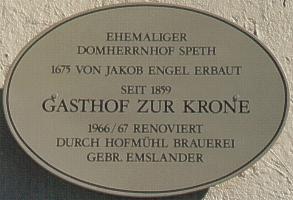 EHEMALIGER
DOMHERRNHOF SPETH
1675 VON JAKOB ENGEL ERBAUT
SEIT 1859
GASTHOF ZUR KRONE
1966/67 RENOVIERT
DURCH HOFMÜHL BRAUEREI
GEBR. EMSLANDER